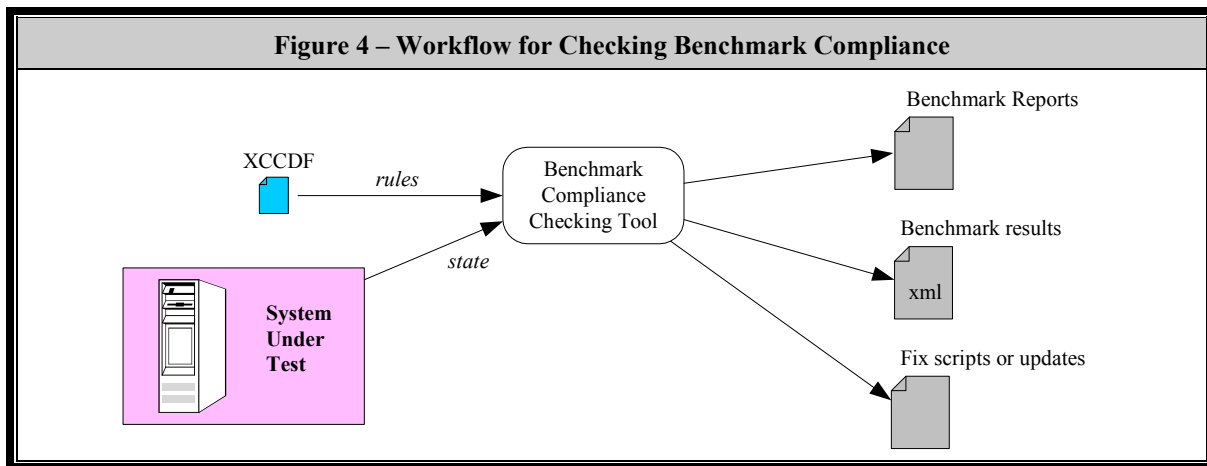 Figure 4 – Workflow for Checking Benchmark Compliance
Benchmark Reports
XCCDF
rules
Benchmark
Compliance
Checking Tool
Benchmark results
xml
state
System
Under
Test
Fix scripts or updates